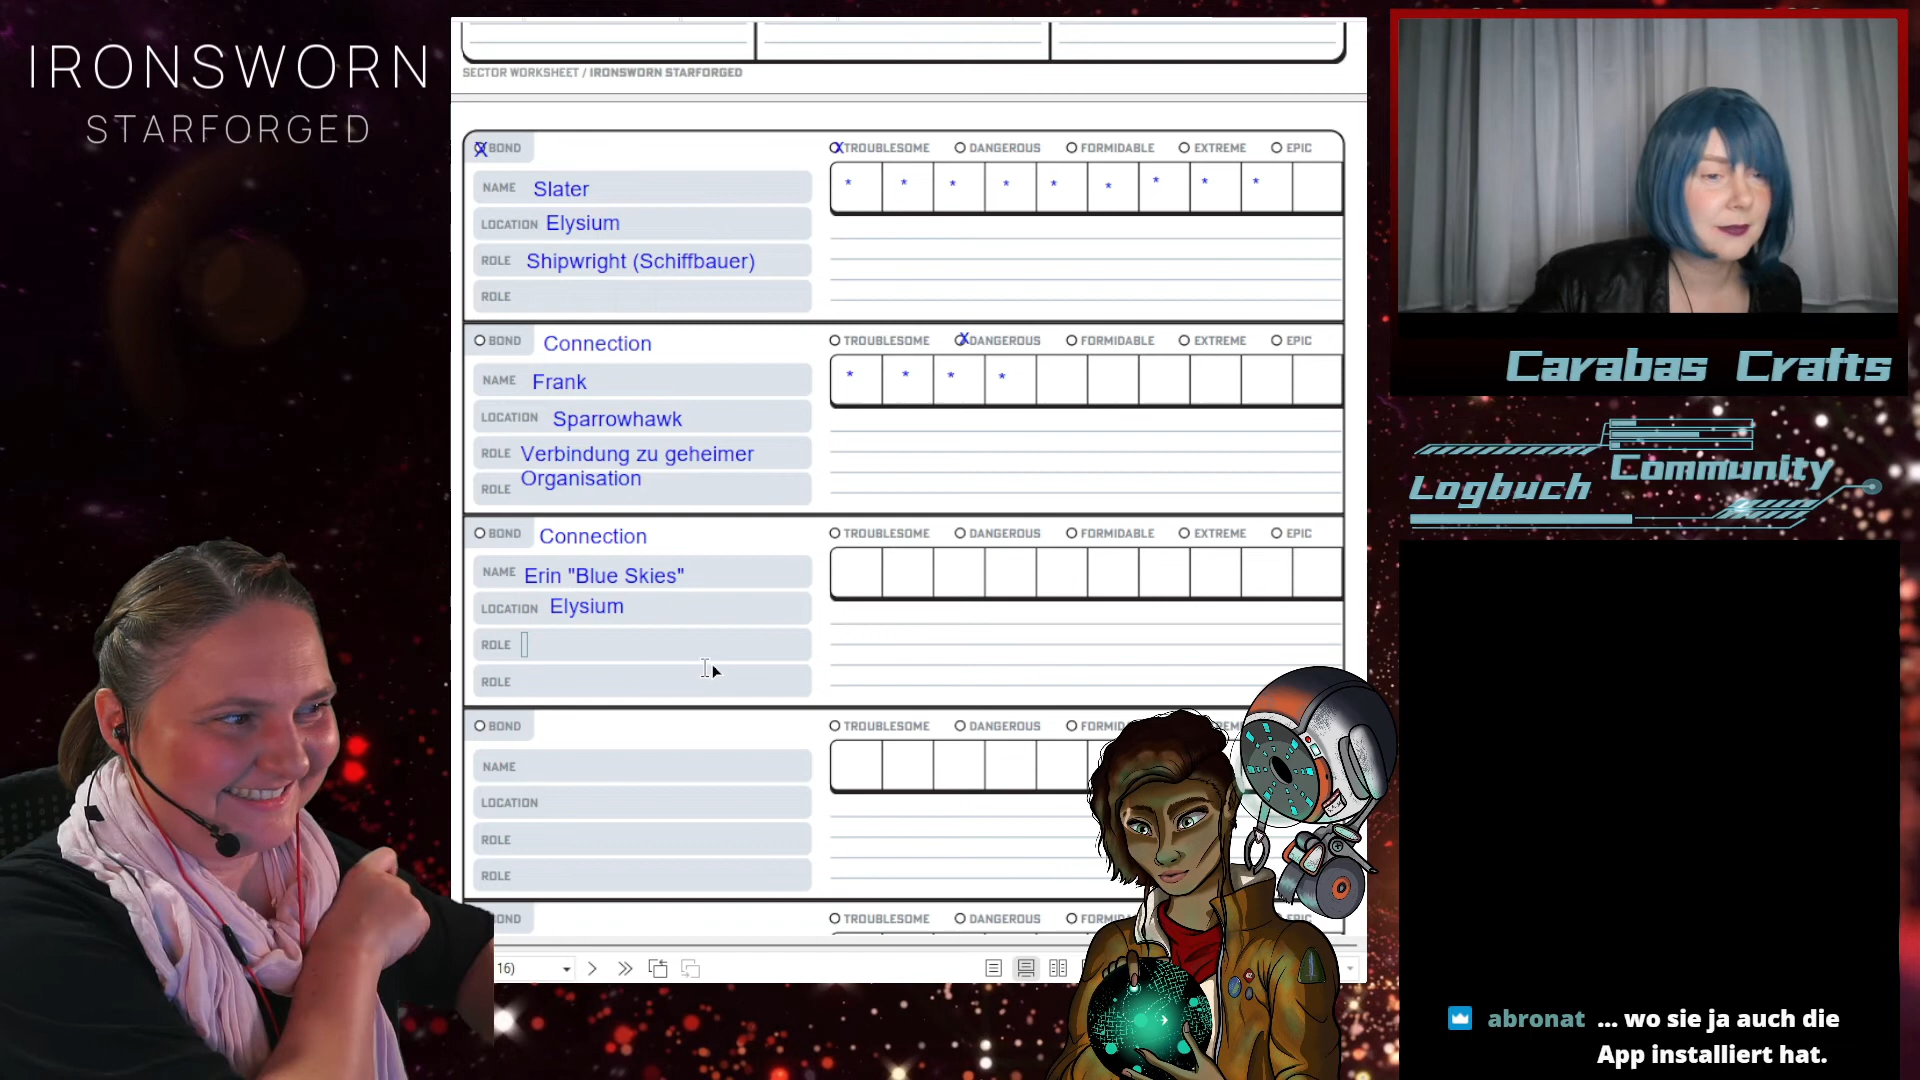 IRONSWORN
STARFORGED
SECTOR WORKSHEET / IRONSWORN STARFORGED
X BOND
X TROUBLESOME DANGEROUS FORMIDABLE EXTREME EPIC
NAME Slater
* * * * * * * * *
LOCATION Elysium
ROLE Shipwright (Schiffbauer)
ROLE
BOND Connection
TROUBLESOME X DANGEROUS FORMIDABLE EXTREME EPIC
NAME Frank
* * * *
LOCATION Sparrowhawk
ROLE Verbindung zu geheimer
ROLE Organisation
BOND Connection
TROUBLESOME DANGEROUS FORMIDABLE EXTREME EPIC
NAME Erin "Blue Skies"
LOCATION Elysium
ROLE
ROLE
BOND
TROUBLESOME DANGEROUS
NAME
LOCATION
ROLE
ROLE
TROUBLESOME DANGEROUS
EPIC
16)
Carabas Crafts
Community
Logbuch
abronat ... wo sie ja auch die
App installiert hat.